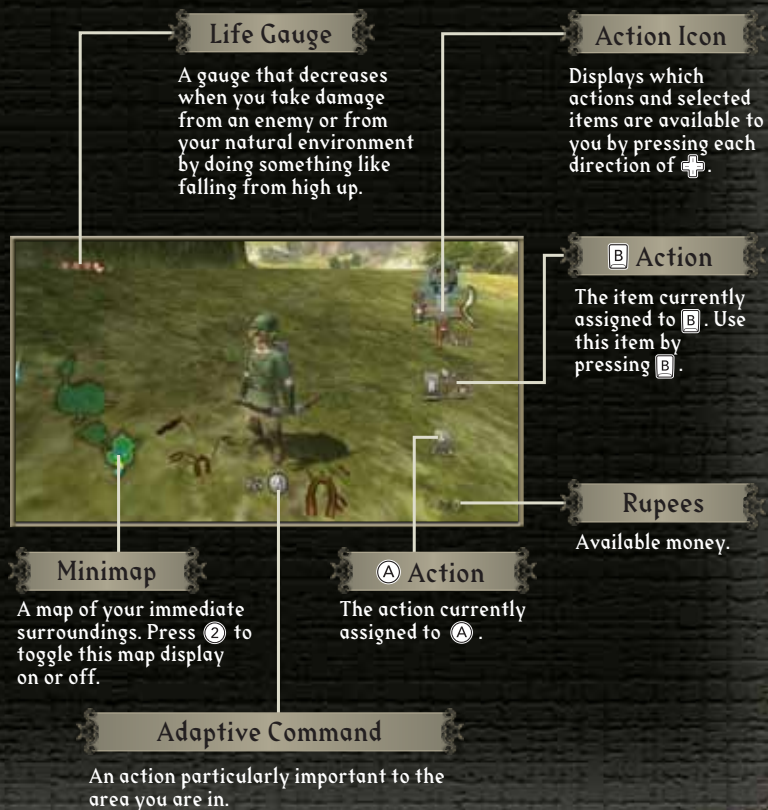 Life Gauge
A gauge that decreases
when you take damage
from an enemy or from
your natural environment
by doing something like
falling from high up.
Action Icon
Displays which
actions and selected
items are available to
you by pressing each
direction of .
B Action
The item currently
assigned to B . Use
this item by
pressing B .
Rupees
Available money.
Minimap
A map of your immediate
surroundings. Press 2 to
toggle this map display
on or off.
A Action
The action currently
assigned to A .
Adaptive Command
An action particularly important to the
area you are in.